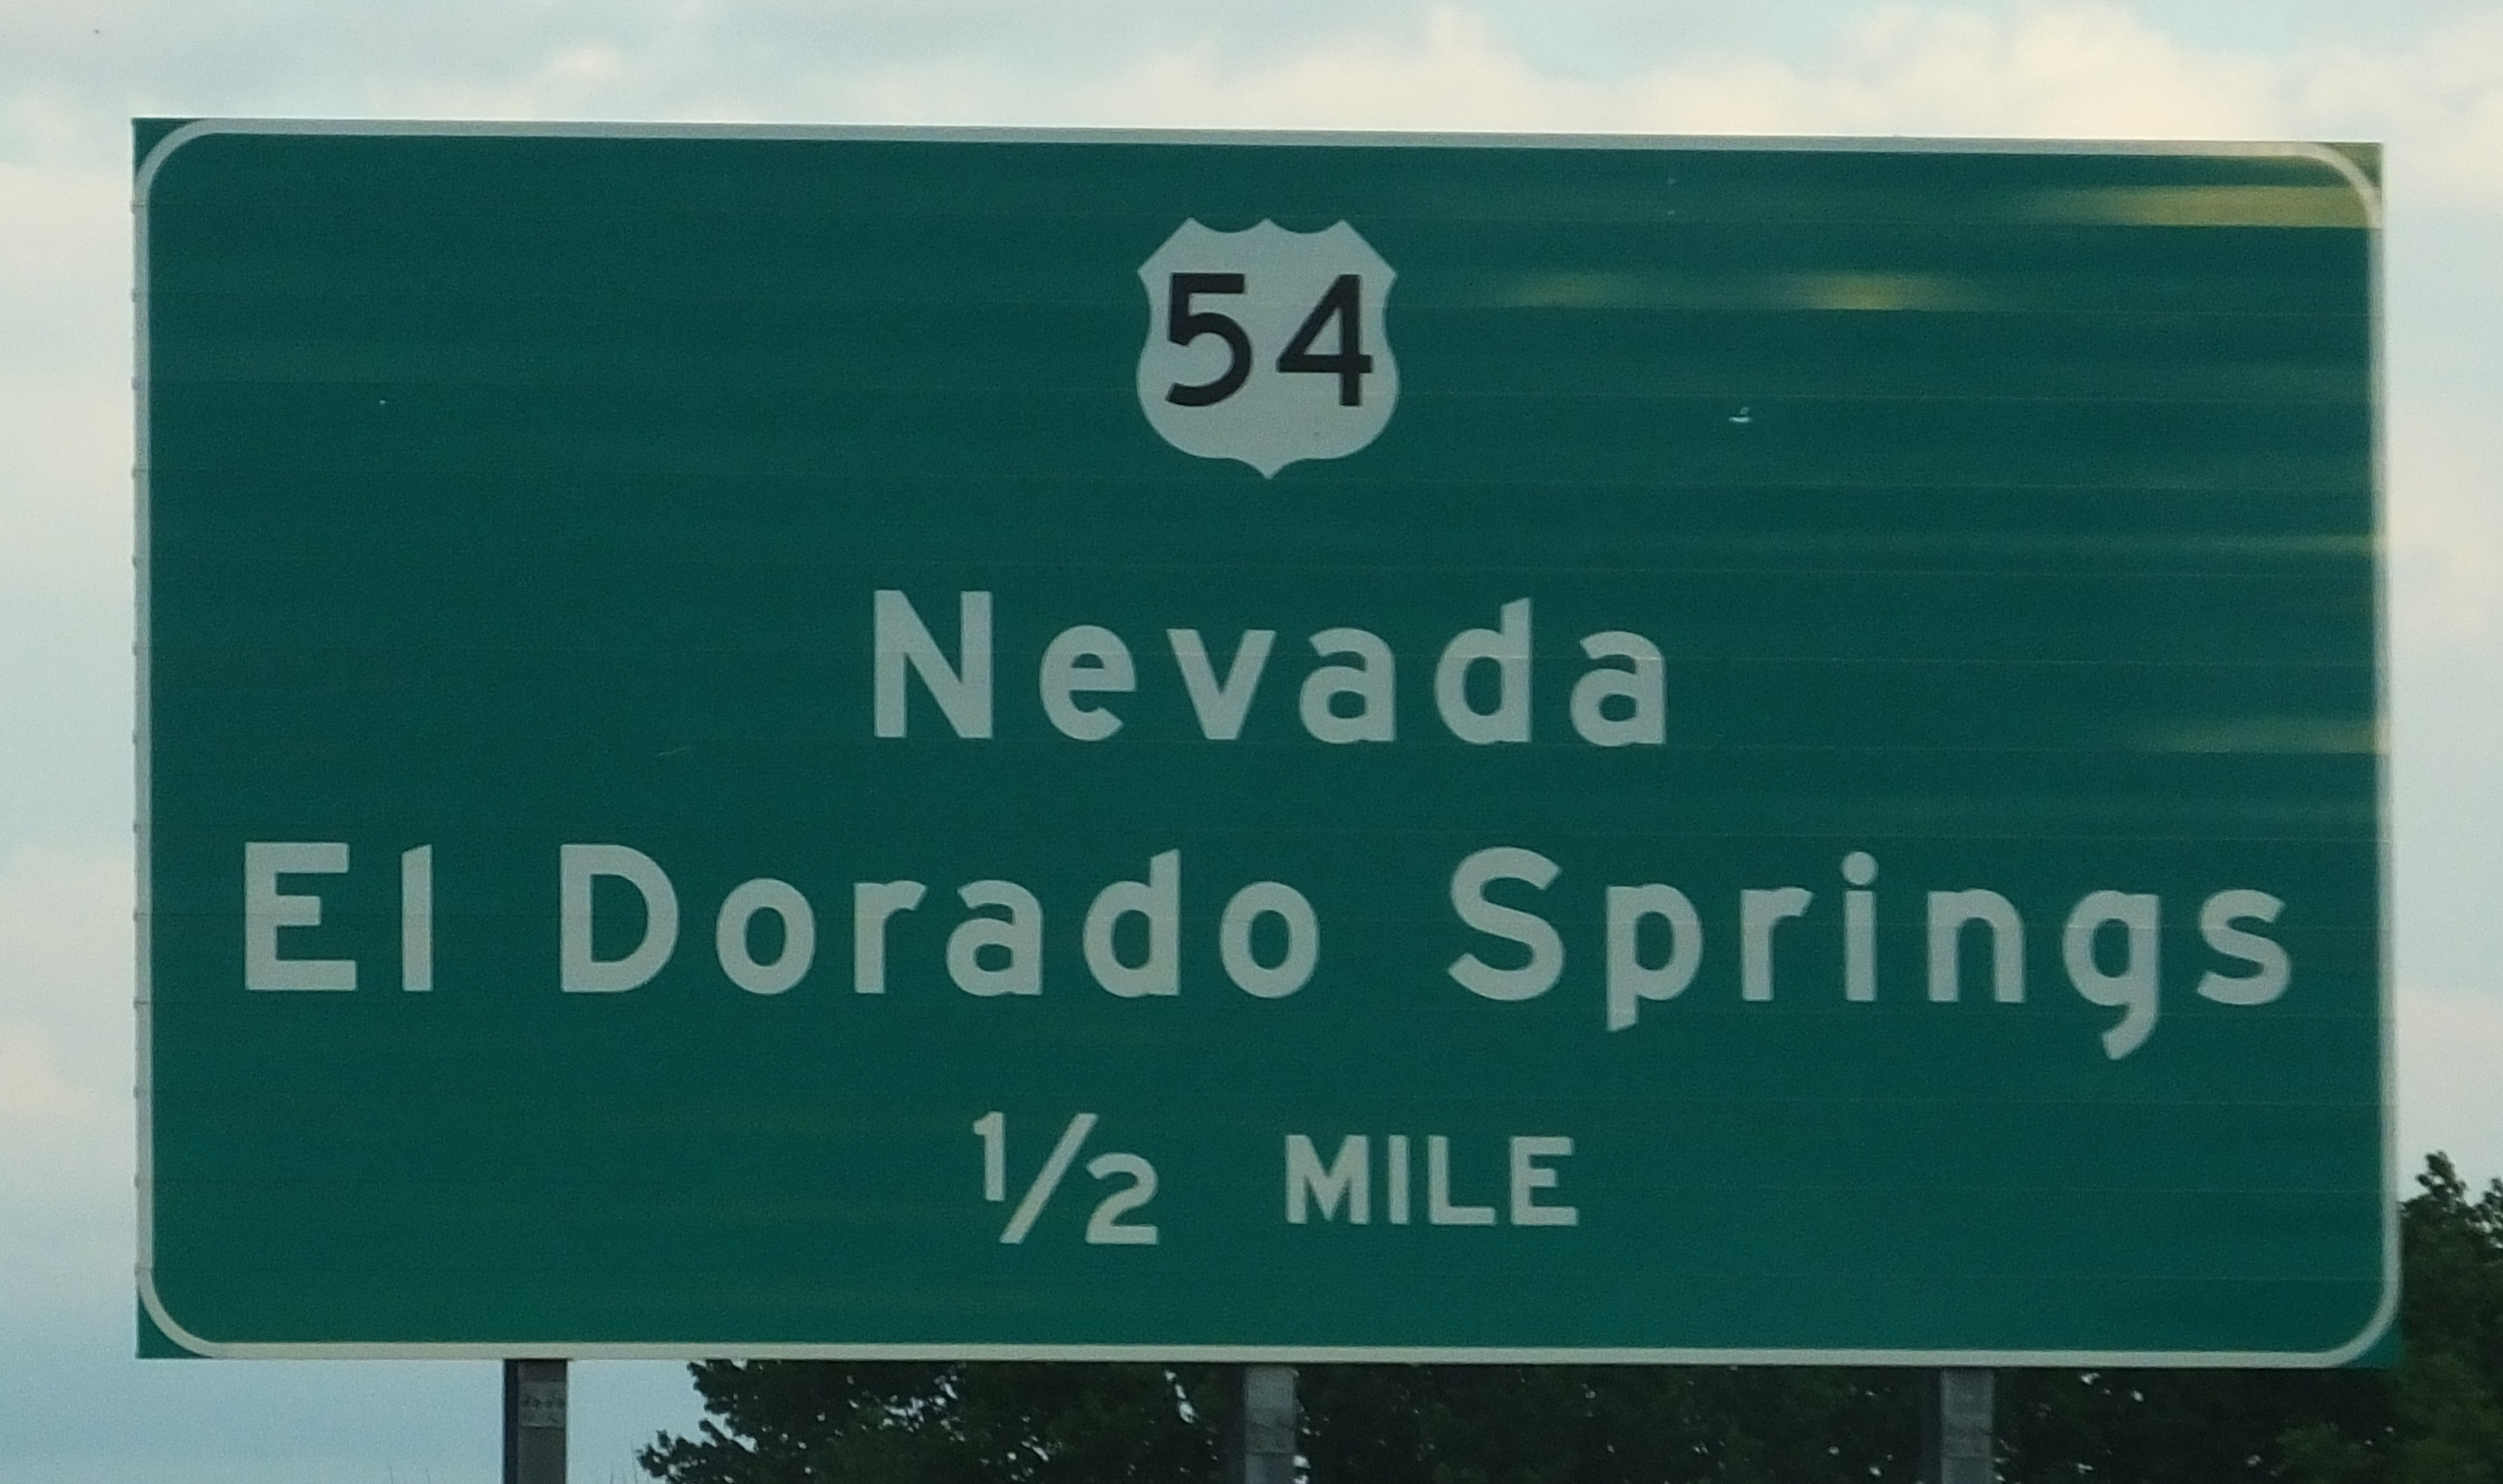 54
Nevada
El Dorado Springs
1/2 MILE